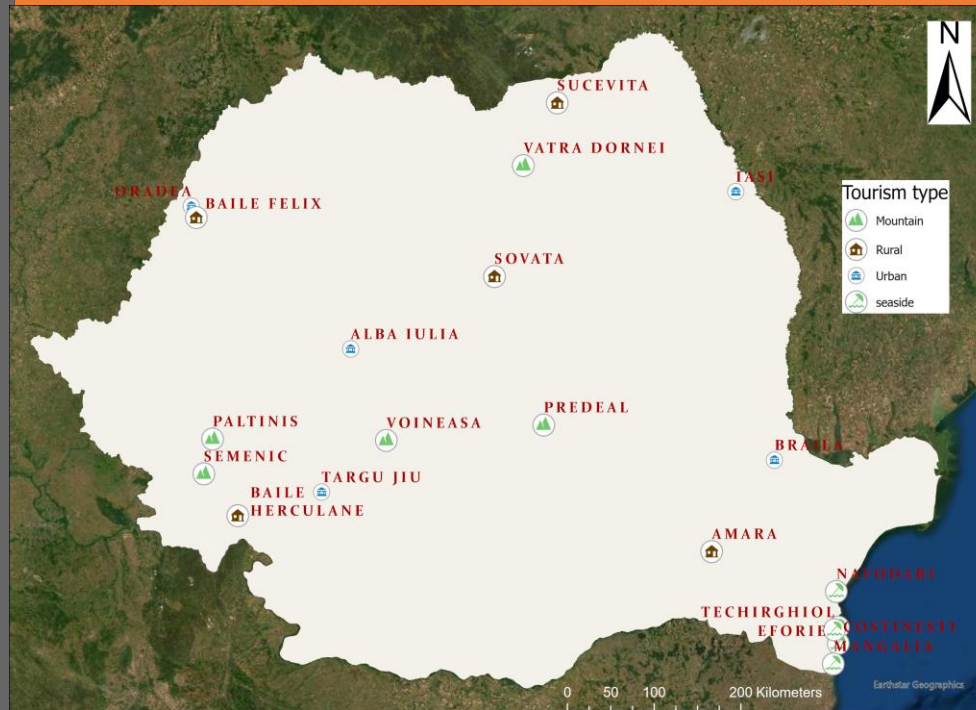 N
SUCEVITA
VATRA DORNEI
IASI
ORADEA
BAILE FELIX
Tourism type
Mountain
Rural
Urban
seaside
SOVATA
ALBA IULIA
PREDEAL
PALTINIS
VOINEASA
BRAILA
SEMENIC
TARGU JIU
BAILE
HERCULANE
AMARA
NAVODARI
TECHIRGHIOL
EFORIE
COSTINESTI
MANGALIA
Earthstar Geographics
0 50 100 200 Kilometers